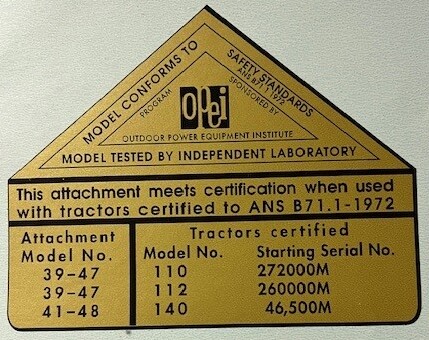 MODEL CONFORMS TO
SAFETY STANDARDS
ANS B71.1-1972
PROGRAM
SPONSORED BY
opei
OUTDOOR POWER EQUIPMENT INSTITUTE
MODEL TESTED BY INDEPENDENT LABORATORY
This attachment meets certification when used
with tractors certified to ANS B71.1-1972
Attachment Tractors certified
Model No. Model No. Starting Serial No.
39-47 110 272000M
39-47 112 260000M
41-48 140 46,500M